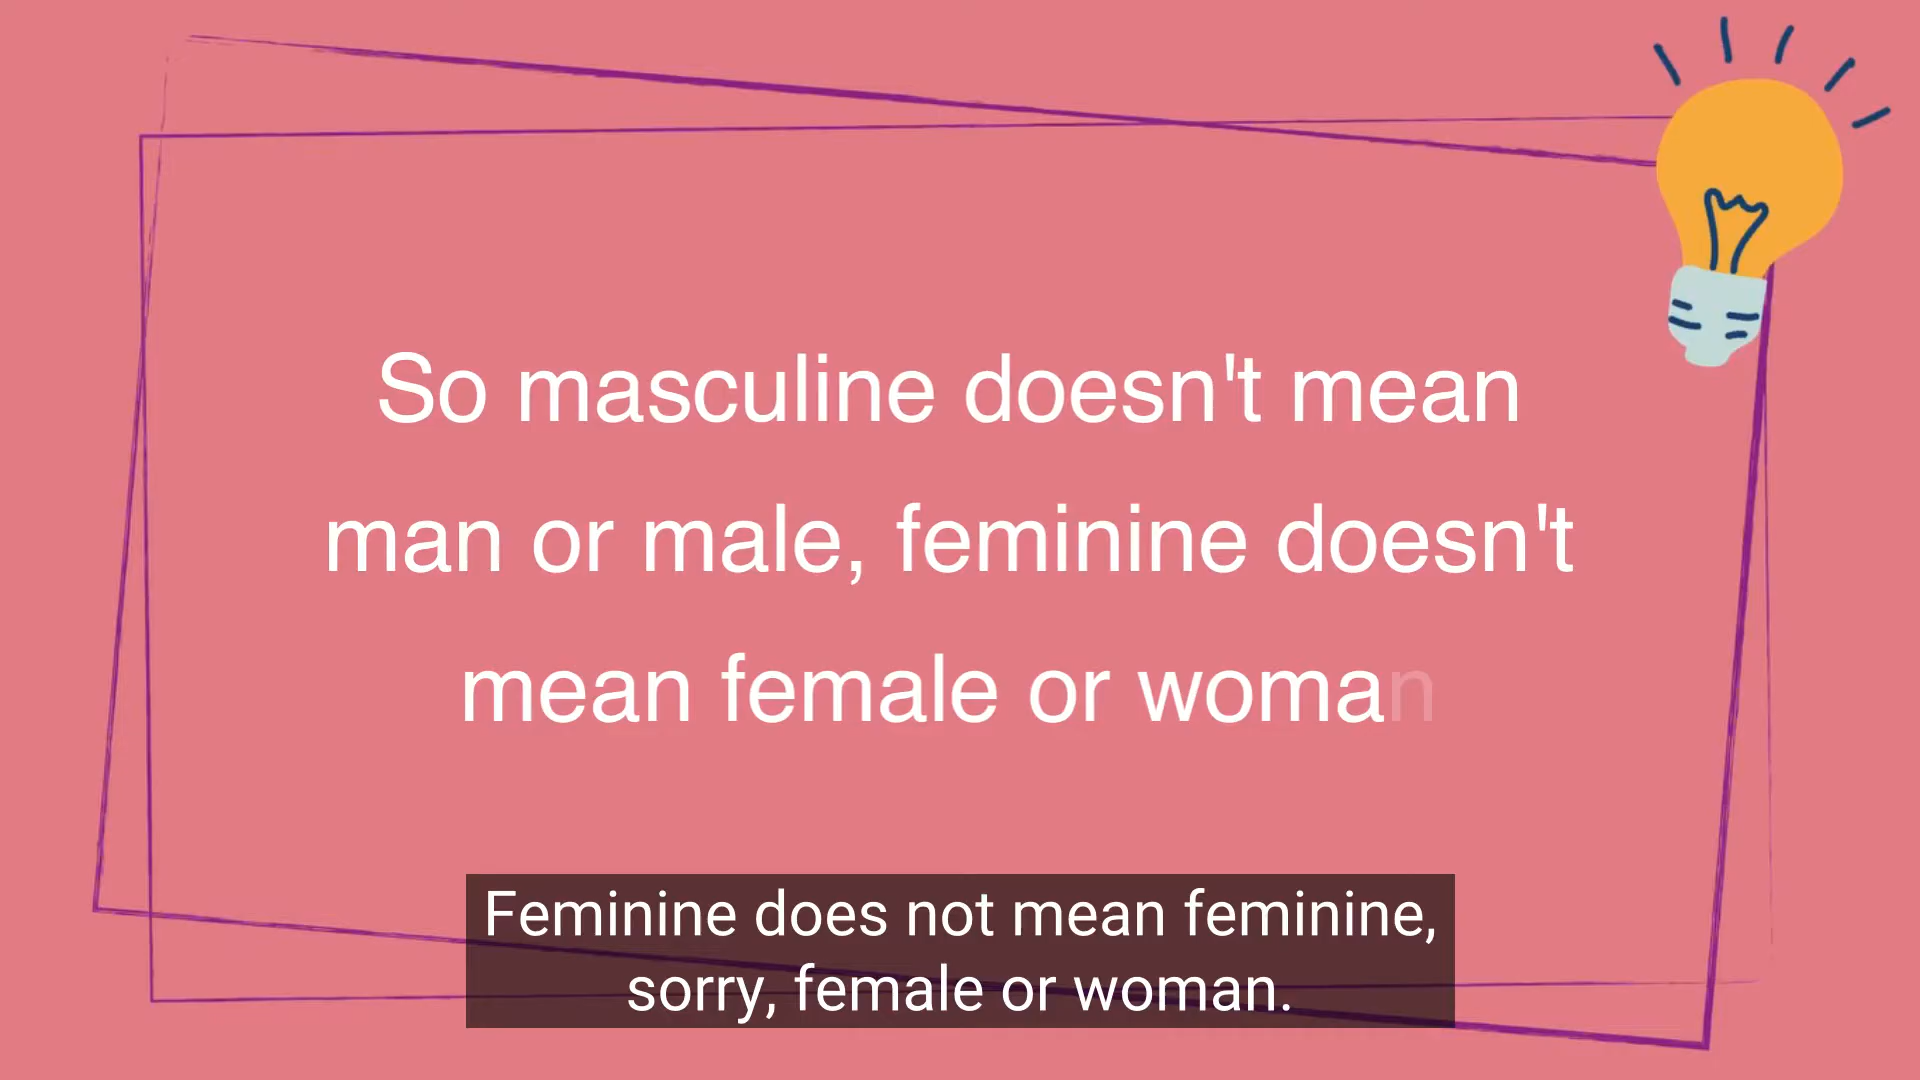 So masculine doesn't mean
man or male, feminine doesn't
mean female or woman
Feminine does not mean feminine,
sorry, female or woman.